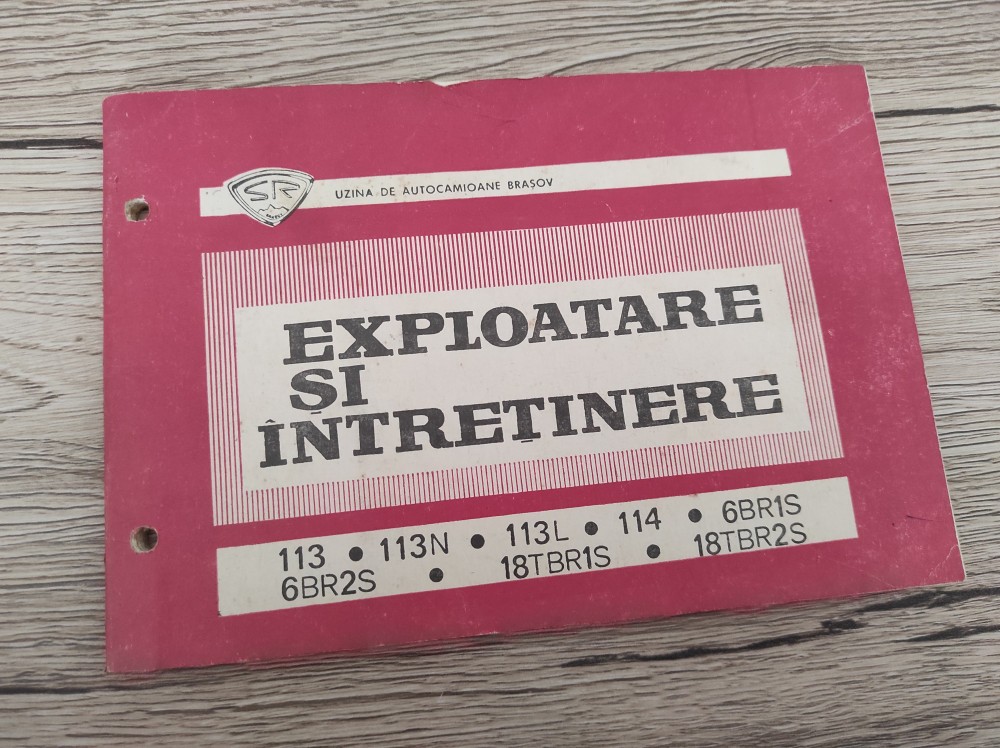 SR
UZINA DE AUTOCAMIOANE BRAȘOV
EXPLOATARE
ȘI
ÎNTREȚINERE
113 • 113N • 113L • 114 • 6BR1S
6BR2S • 18TBR1S • 18TBR2S